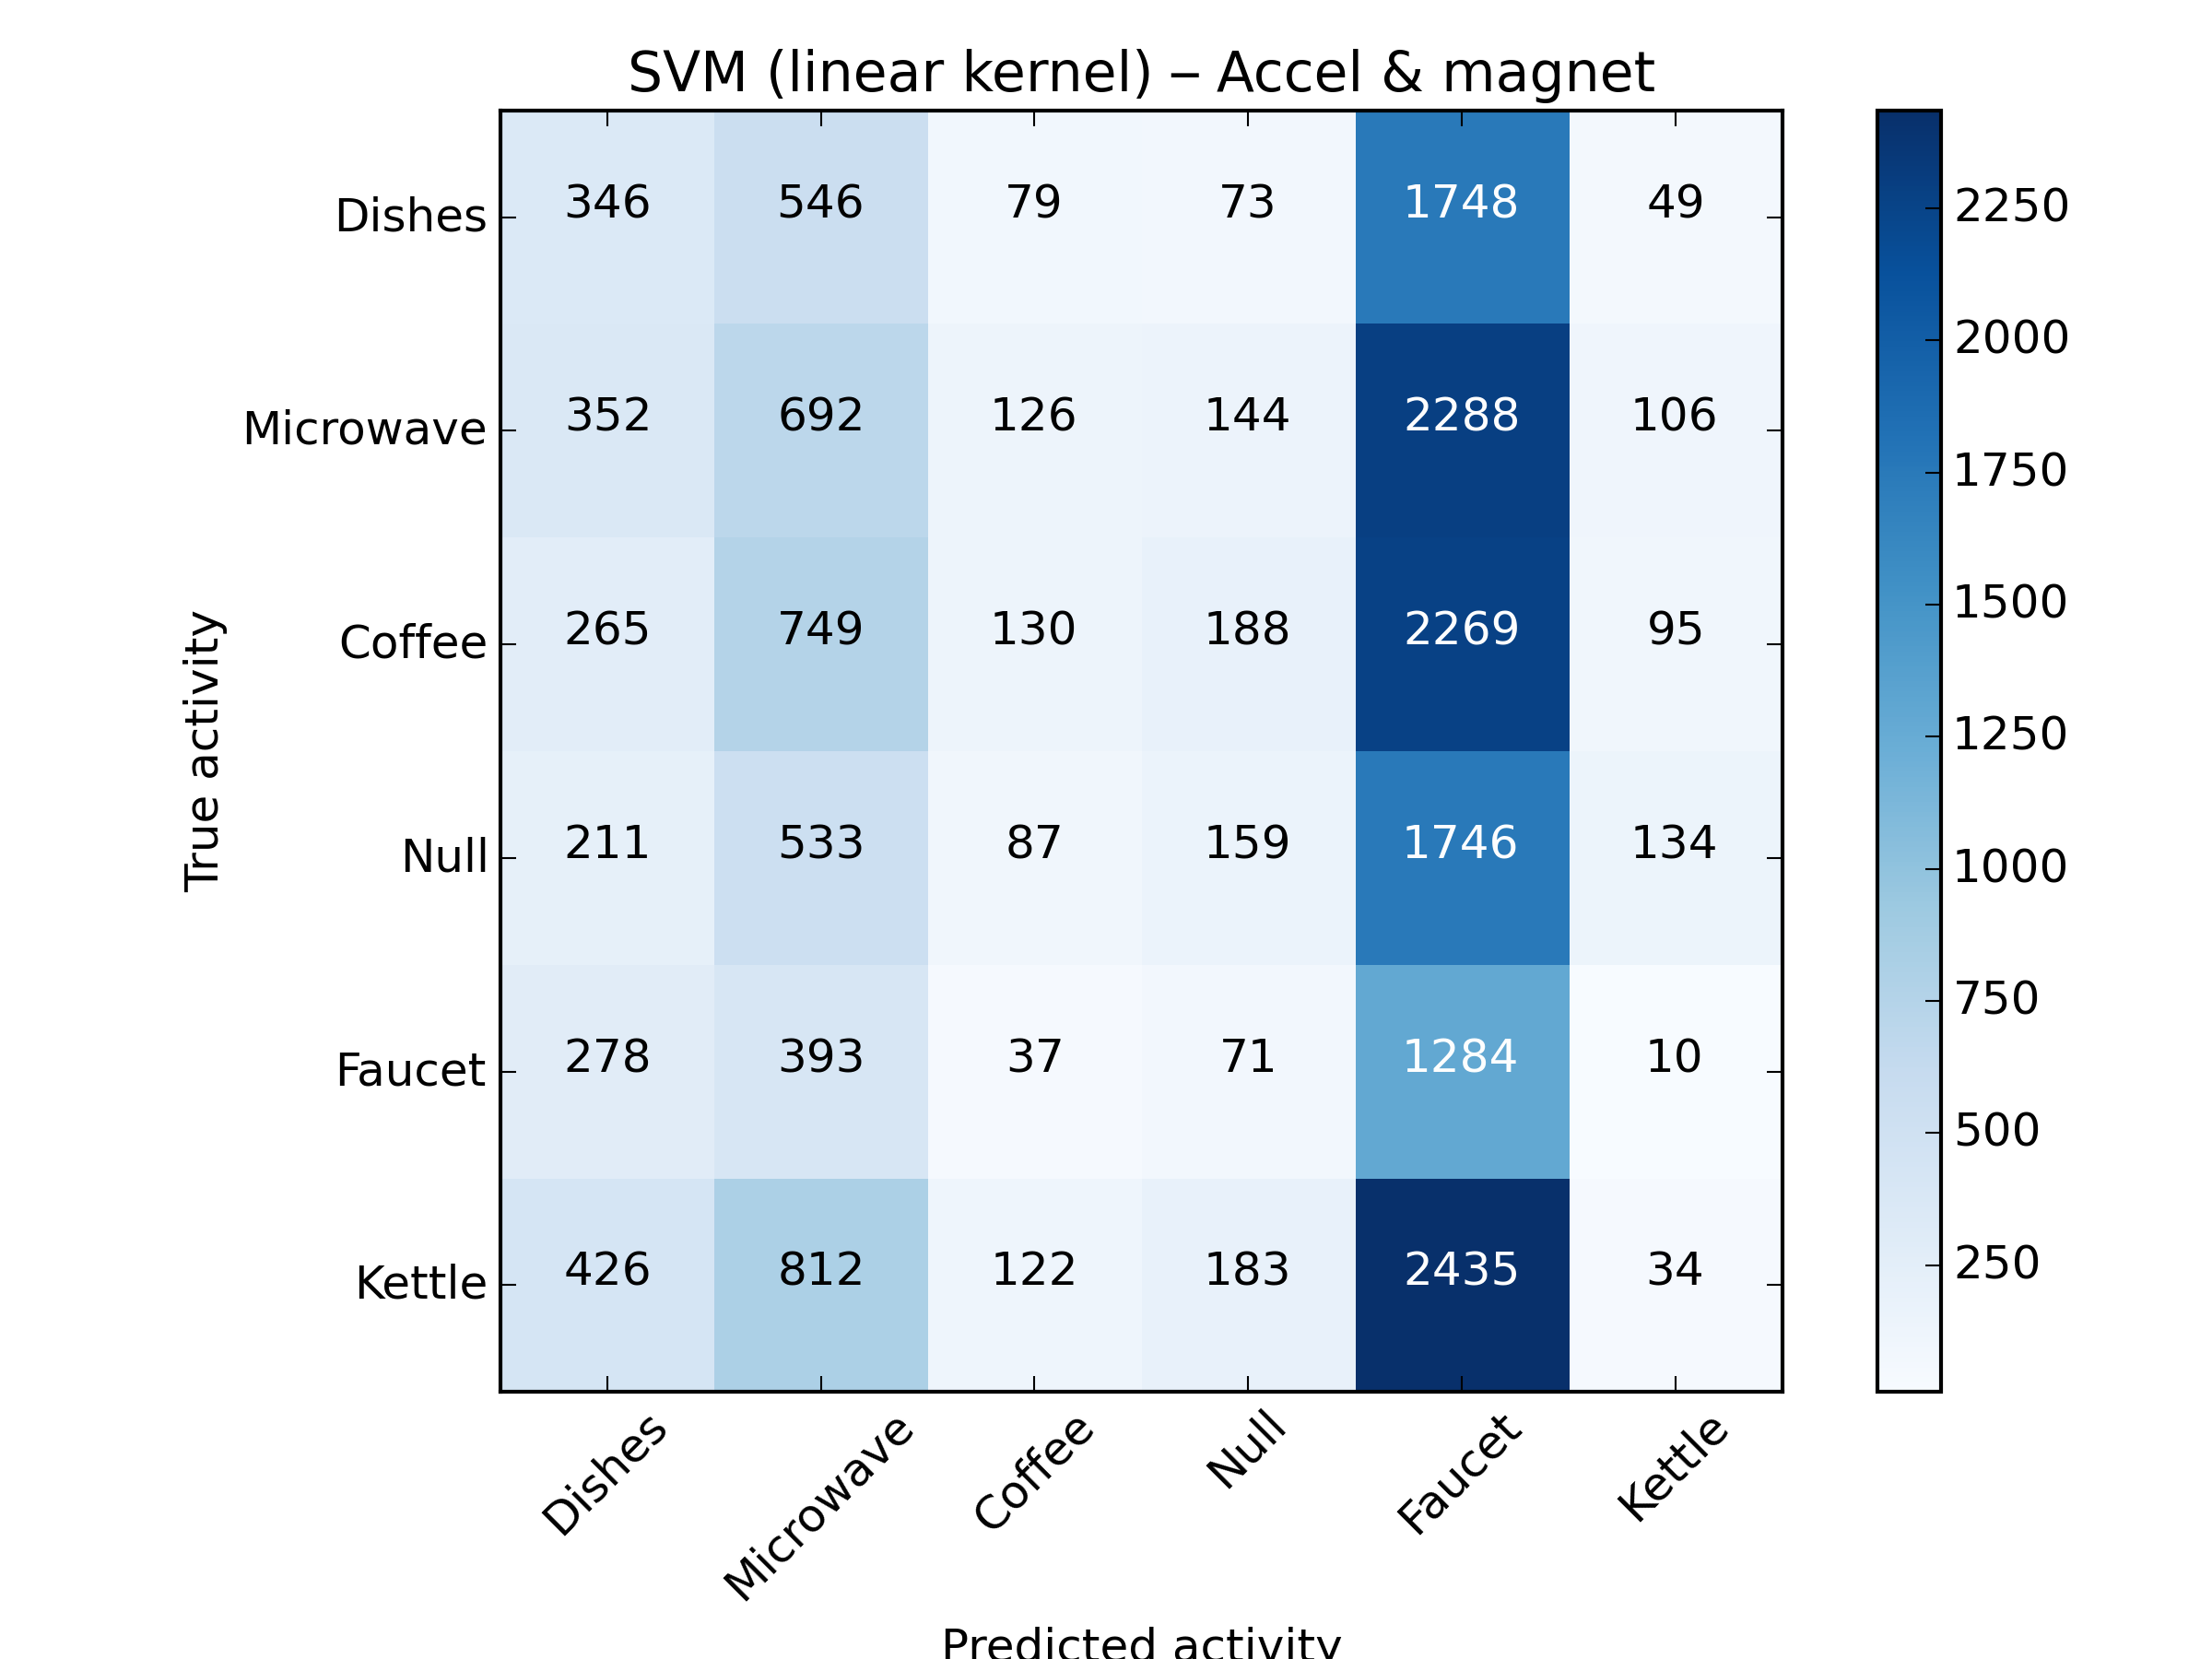 SVM (linear kernel) – Accel & magnet
True activity
Dishes 346 546 79 73 1748 49
Microwave 352 692 126 144 2288 106
Coffee 265 749 130 188 2269 95
Null 211 533 87 159 1746 134
Faucet 278 393 37 71 1284 10
Kettle 426 812 122 183 2435 34
Dishes Microwave Coffee Null Faucet Kettle
Predicted activity
2250
2000
1750
1500
1250
1000
750
500
250